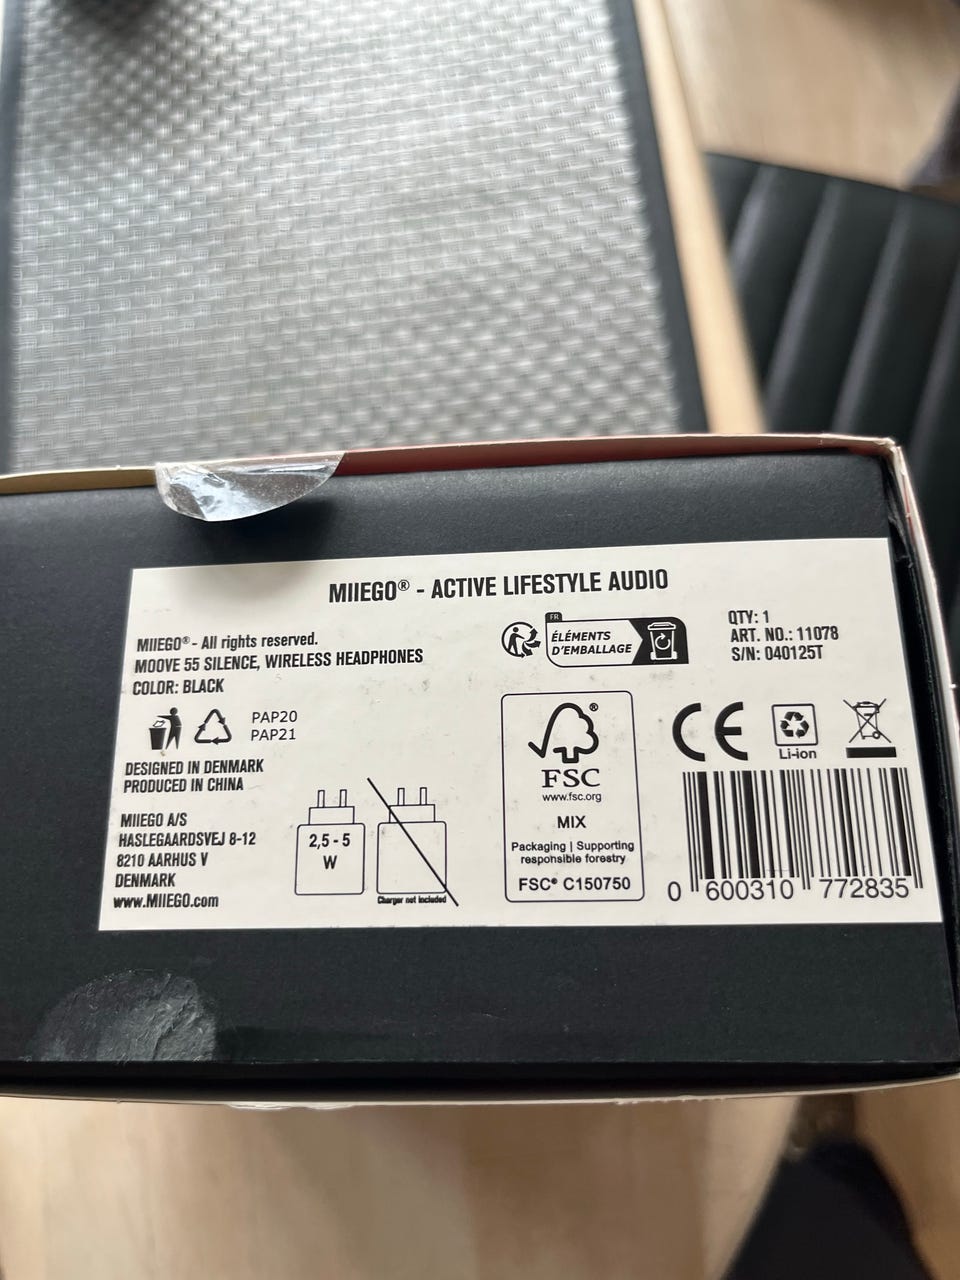 MIIEGO® - ACTIVE LIFESTYLE AUDIO
MIIEGO® - All rights reserved.
MOOVE 55 SILENCE, WIRELESS HEADPHONES
COLOR: BLACK
FR
ÉLÉMENTS
D'EMBALLAGE
QTY: 1
ART. NO.: 11078
S/N: 040125T
PAP20
PAP21
DESIGNED IN DENMARK
PRODUCED IN CHINA
MIIEGO A/S
HASLEGAARDSVEJ 8-12
8210 AARHUS V
DENMARK
www.MIIEGO.com
2,5 - 5
W
Charger not included
®
FSC
www.fsc.org
MIX
Packaging | Supporting
responsible forestry
FSC® C150750
CE
Li-ion
0 600310 772835